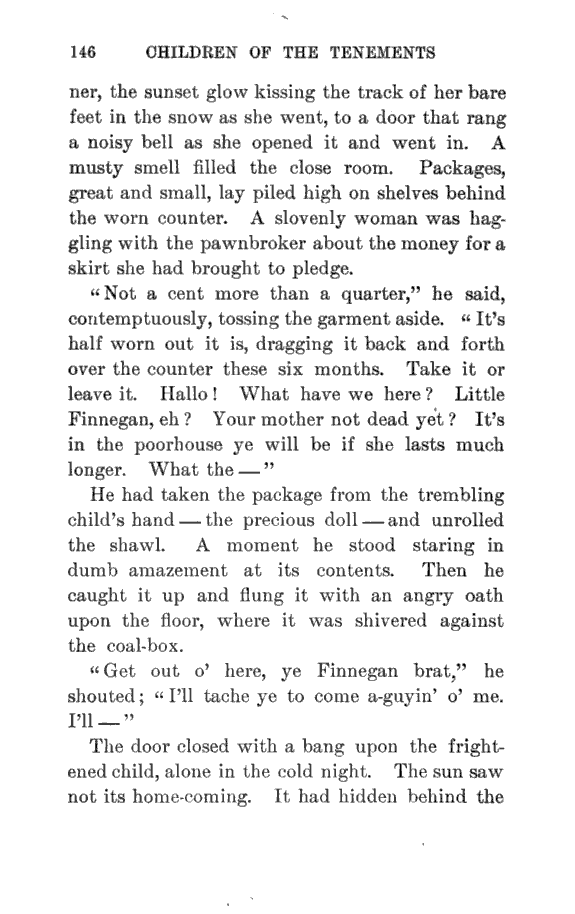 146 CHILDREN OF THE TENEMENTS
ner, the sunset glow kissing the track of her bare
feet in the snow as she went, to a door that rang
a noisy bell as she opened it and went in. A
musty smell filled the close room. Packages,
great and small, lay piled high on shelves behind
the worn counter. A slovenly woman was hag-
gling with the pawnbroker about the money for a
skirt she had brought to pledge.
“Not a cent more than a quarter,” he said,
contemptuously, tossing the garment aside. “It’s
half worn out it is, dragging it back and forth
over the counter these six months. Take it or
leave it. Hallo! What have we here? Little
Finnegan, eh? Your mother not dead yet? It’s
in the poorhouse ye will be if she lasts much
longer. What the—”
He had taken the package from the trembling
child’s hand—the precious doll—and unrolled
the shawl. A moment he stood staring in
dumb amazement at its contents. Then he
caught it up and flung it with an angry oath
upon the floor, where it was shivered against
the coal-box.
“Get out o’ here, ye Finnegan brat,” he
shouted; “I’ll tache ye to come a-guyin’ o’ me.
I’ll—”
The door closed with a bang upon the fright-
ened child, alone in the cold night. The sun saw
not its home-coming. It had hidden behind the